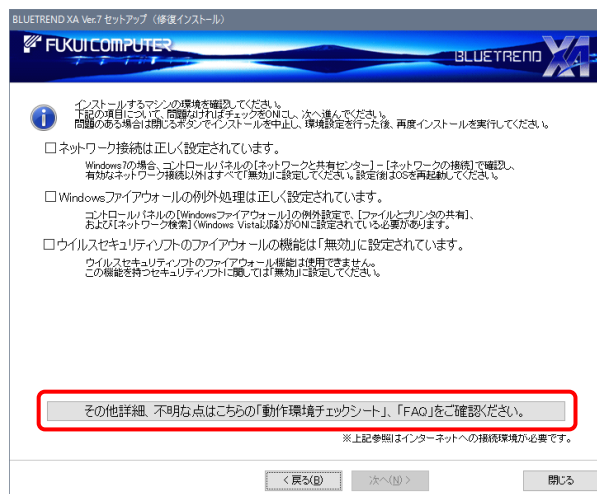 BLUETREND XA Ver.7 セットアップ（修復インストール）
FUKUI COMPUTER
BLUETREND XA
インストールするマシンの環境を確認してください。
下記の項目について、問題なければチェックをONにし、次へ進んでください。
問題のある場合は閉じるボタンでインストールを中止し、環境設定を行った後、再度インストールを実行してください。
ネットワーク接続は正しく設定されています。
Windows7の場合、コントロールパネルの[ネットワークと共有センター]－[ネットワークの接続]で確認し、
有効なネットワーク接続以外はすべて「無効」に設定してください。設定後はOSを再起動してください。
Windowsファイアウォールの例外処理は正しく設定されています。
コントロールパネルの[Windowsファイアウォール]の例外設定で、[ファイルとプリンタの共有]、
および[ネットワーク検索](Windows Vista以降)がONに設定されている必要があります。
ウイルスセキュリティソフトのファイアウォールの機能は「無効」に設定されています。
ウイルスセキュリティソフトのファイアウォール機能は使用できません。
この機能を持つセキュリティソフトに関しては「無効」に設定してください。
その他詳細、不明な点はこちらの「動作環境チェックシート」、「FAQ」をご確認ください。
※上記参照はインターネットへの接続環境が必要です。
< 戻る(B) 次へ(N) > 閉じる